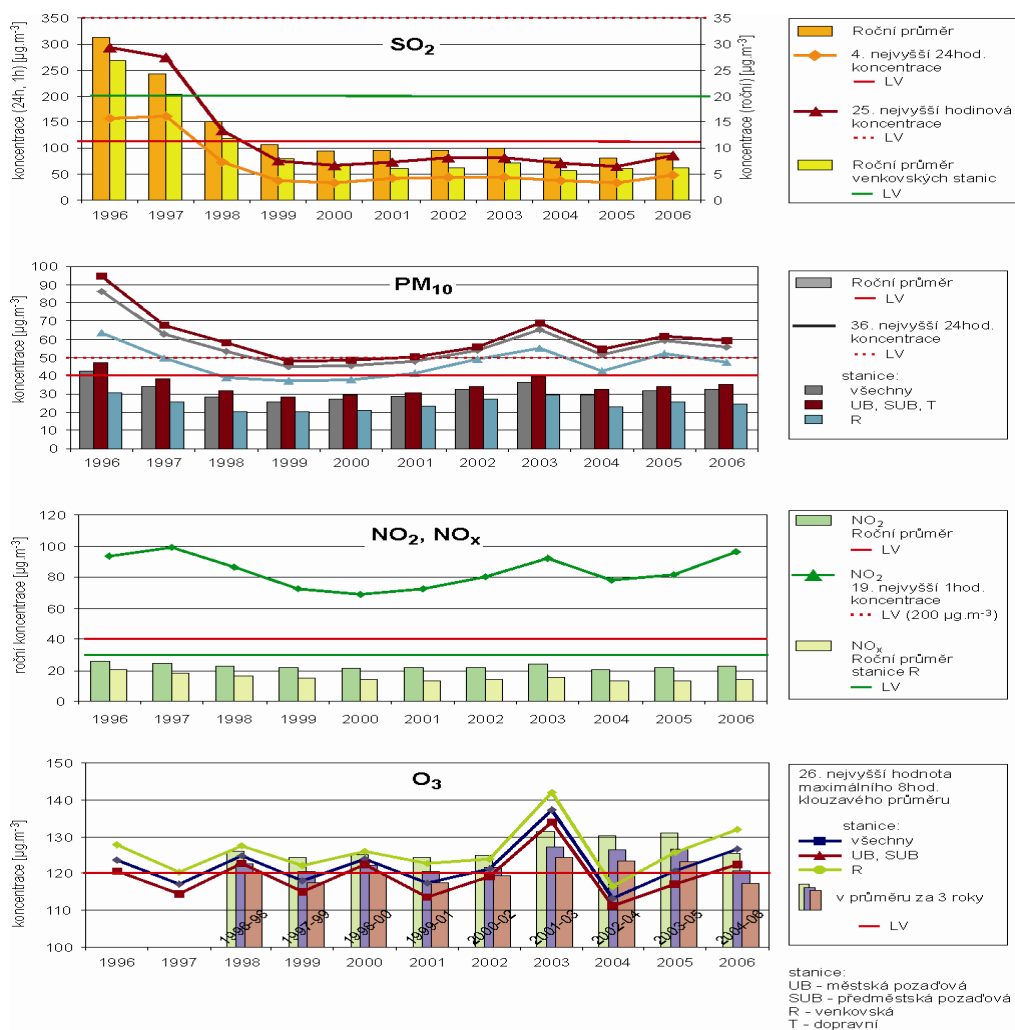 SO2
koncentrace (24h, 1h) [µg.m-3]
350
300
250
200
150
100
50
0
35
30
25
20
15
10
5
0
koncentrace (roční) [µg.m-3]
1996 1997 1998 1999 2000 2001 2002 2003 2004 2005 2006
Roční průměr
4. nejvyšší 24hod.
koncentrace
LV
25. nejvyšší hodinová
koncentrace
LV
Roční průměr
venkovských stanic
LV
PM10
koncentrace [µg.m-3]
100
90
80
70
60
50
40
30
20
10
0
1996 1997 1998 1999 2000 2001 2002 2003 2004 2005 2006
Roční průměr
LV
36. nejvyšší 24hod.
koncentrace
LV
stanice:
všechny
UB, SUB, T
R
NO2, NOx
roční koncentrace [µg.m-3]
120
100
80
60
40
20
0
1996 1997 1998 1999 2000 2001 2002 2003 2004 2005 2006
NO2
Roční průměr
LV
NO2
19. nejvyšší 1hod.
koncentrace
LV (200 µg.m-3)
NOx
Roční průměr
stanice R
LV
O3
koncentrace [µg.m-3]
150
140
130
120
110
100
1996-98 1997-99 1998-00 1999-01 2000-02 2001-03 2002-04 2003-05 2004-06
1996 1997 1998 1999 2000 2001 2002 2003 2004 2005 2006
26. nejvyšší hodnota
maximálního 8hod.
klouzavého průměru
stanice:
všechny
UB, SUB
R
v průměru za 3 roky
LV
stanice:
UB - městská pozaďová
SUB - předměstská pozaďová
R - venkovská
T - dopravní